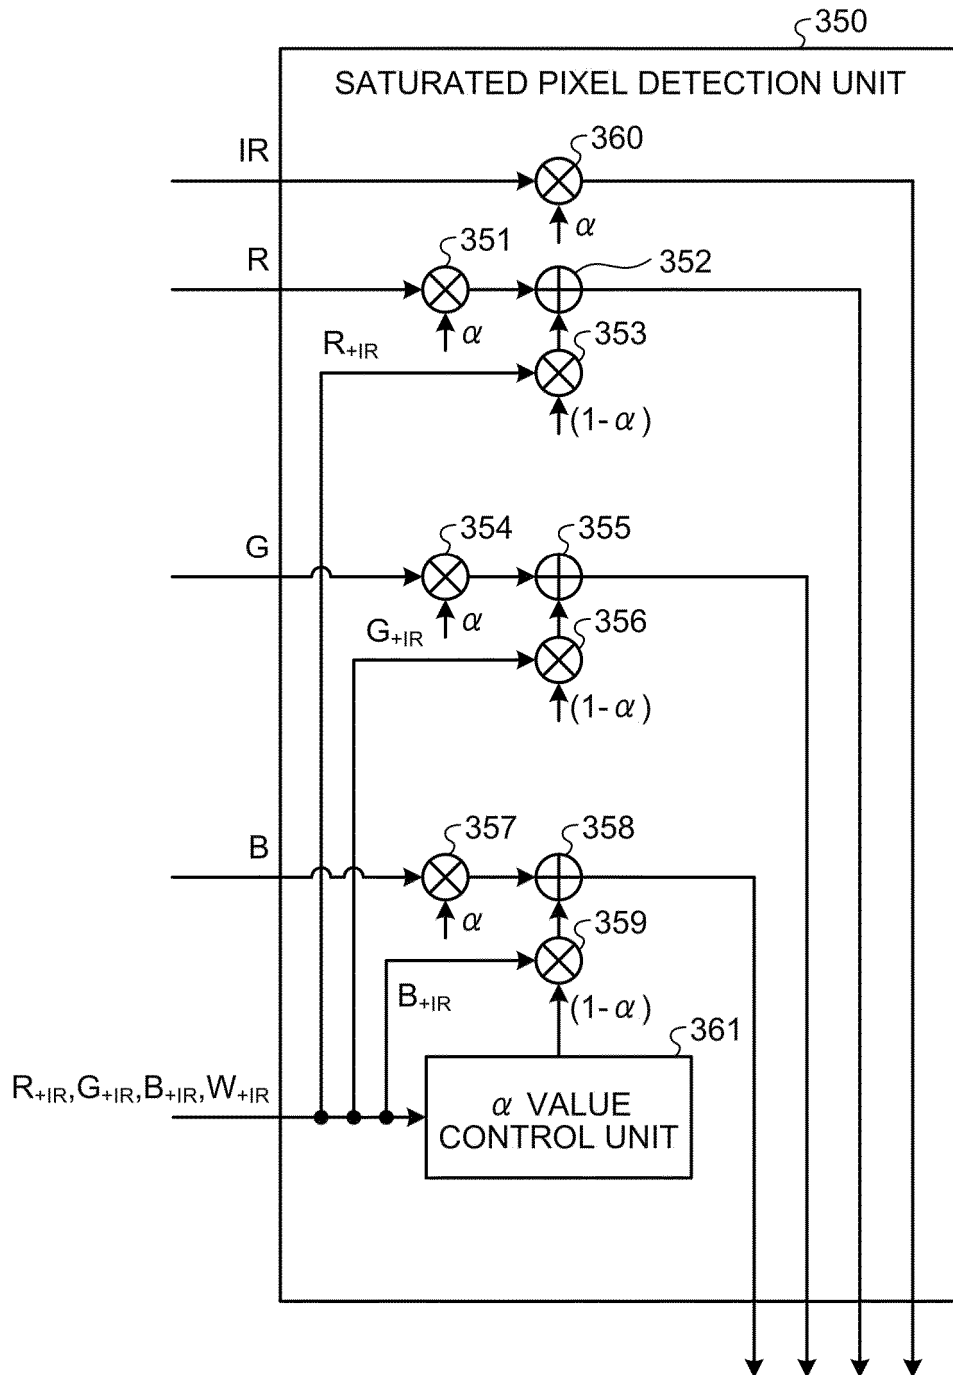 350
SATURATED PIXEL DETECTION UNIT
IR
360
α
R
351
352
α
R+IR
353
(1-α)
G
354
355
α
G+IR
356
(1-α)
B
357
358
α
359
B+IR
(1-α)
361
R+IR,G+IR,B+IR,W+IR
α VALUE
CONTROL UNIT